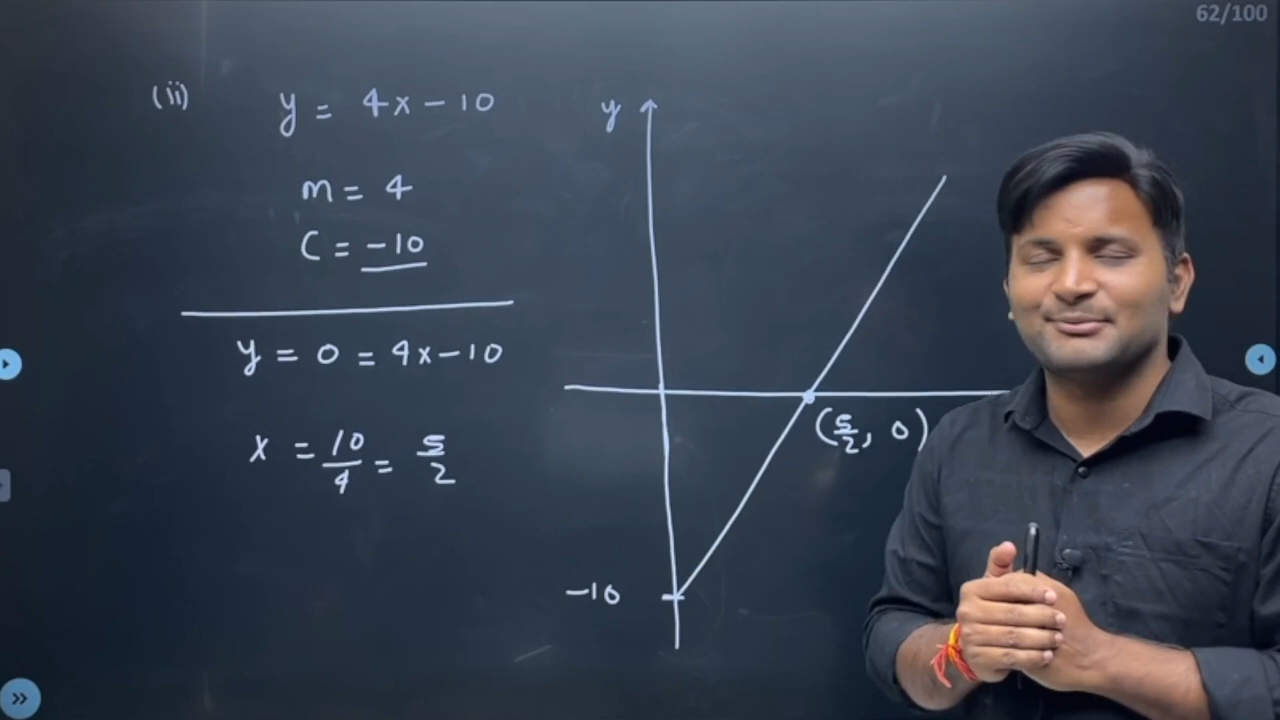 62/100
(ii) y = 4x - 10
m = 4
C = -10
y = 0 = 4x - 10
x = 10/4 = 5/2
y
(5/2, 0)
-10